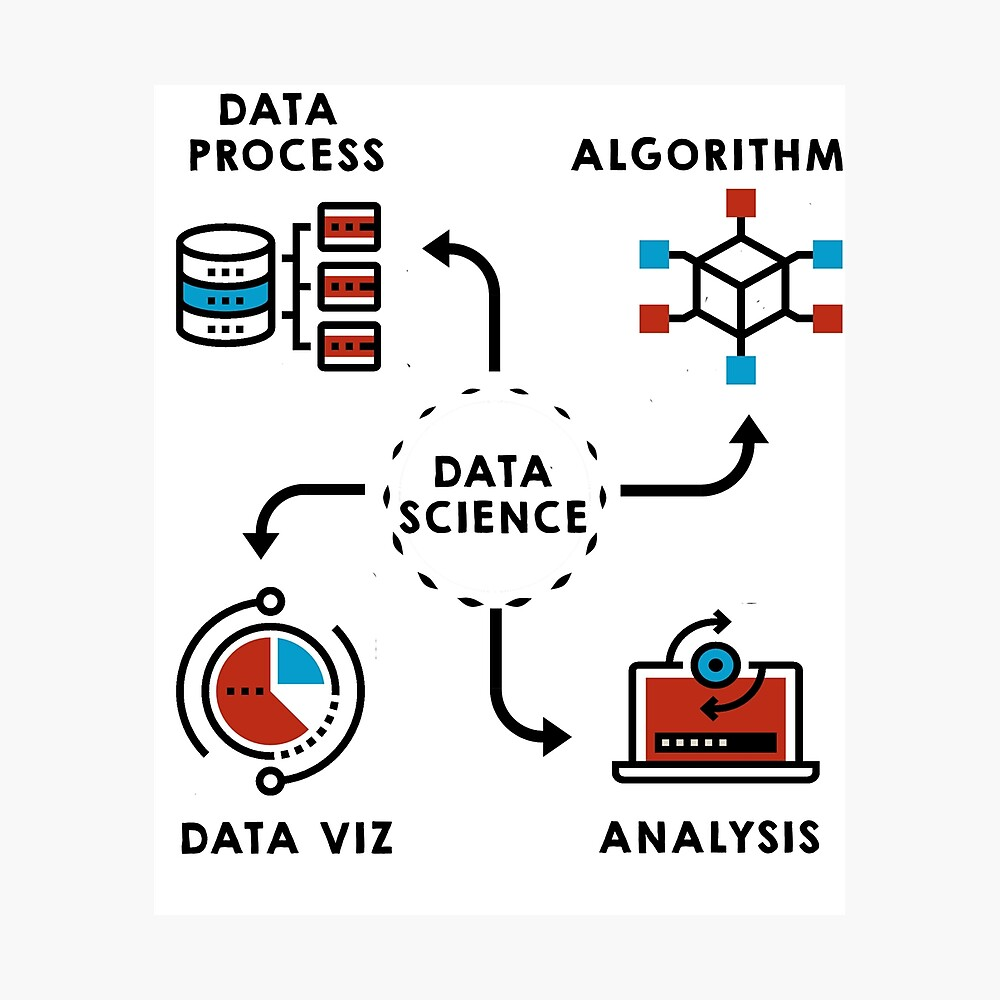 DATA
PROCESS
ALGORITHM
DATA
SCIENCE
DATA VIZ
ANALYSIS